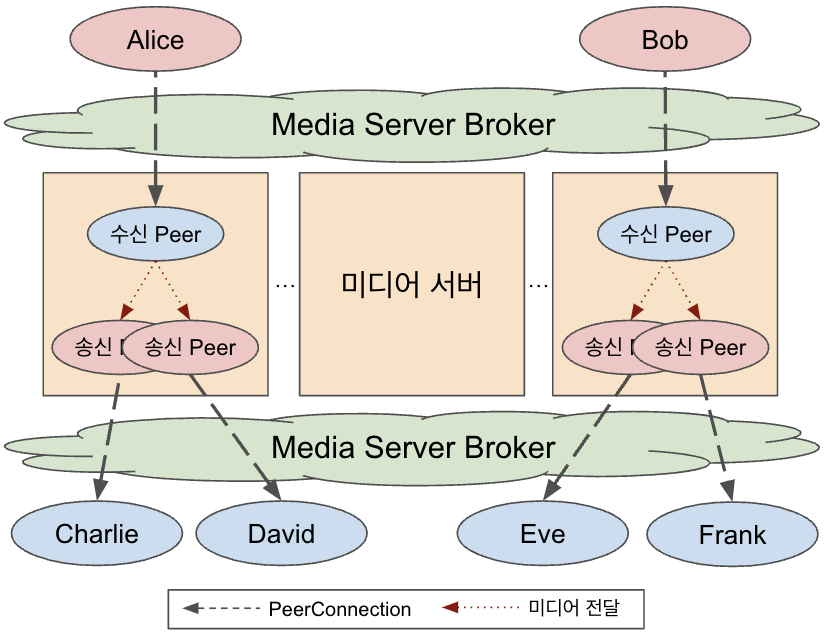 Alice
Bob
Media Server Broker
수신 Peer
수신 Peer
...
미디어 서버
...
송신 P
송신 Peer
송신 P
송신 Peer
Media Server Broker
Charlie
David
Eve
Frank
PeerConnection
미디어 전달